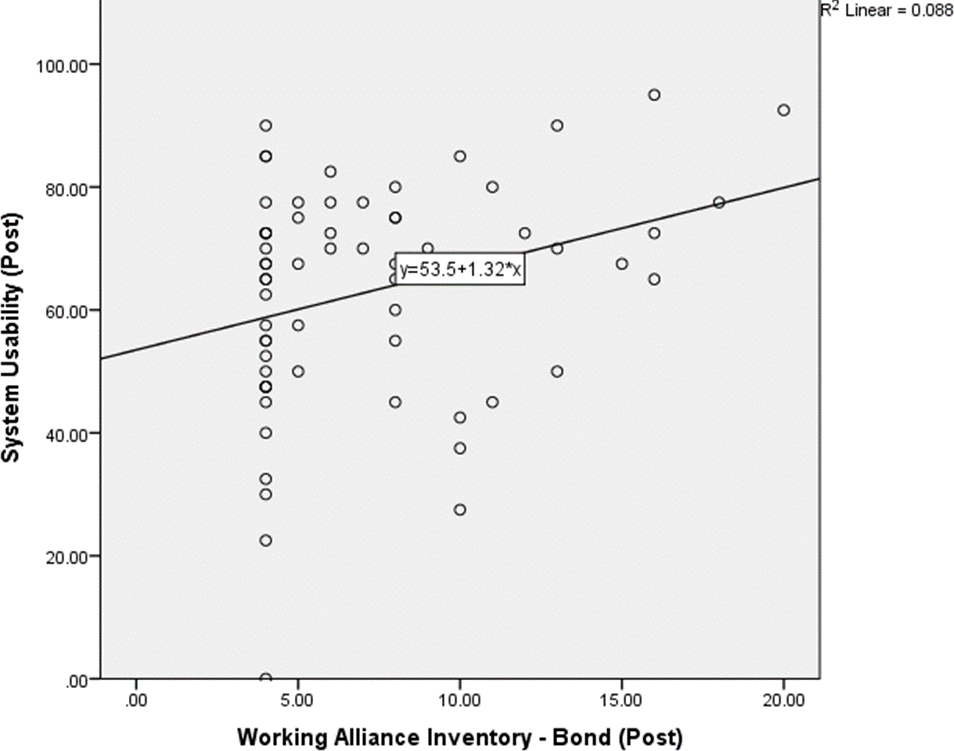 R² Linear = 0.088
System Usability (Post)
100.00
80.00
60.00
40.00
20.00
.00
y=53.5+1.32*x
.00
5.00
10.00
15.00
20.00
Working Alliance Inventory - Bond (Post)